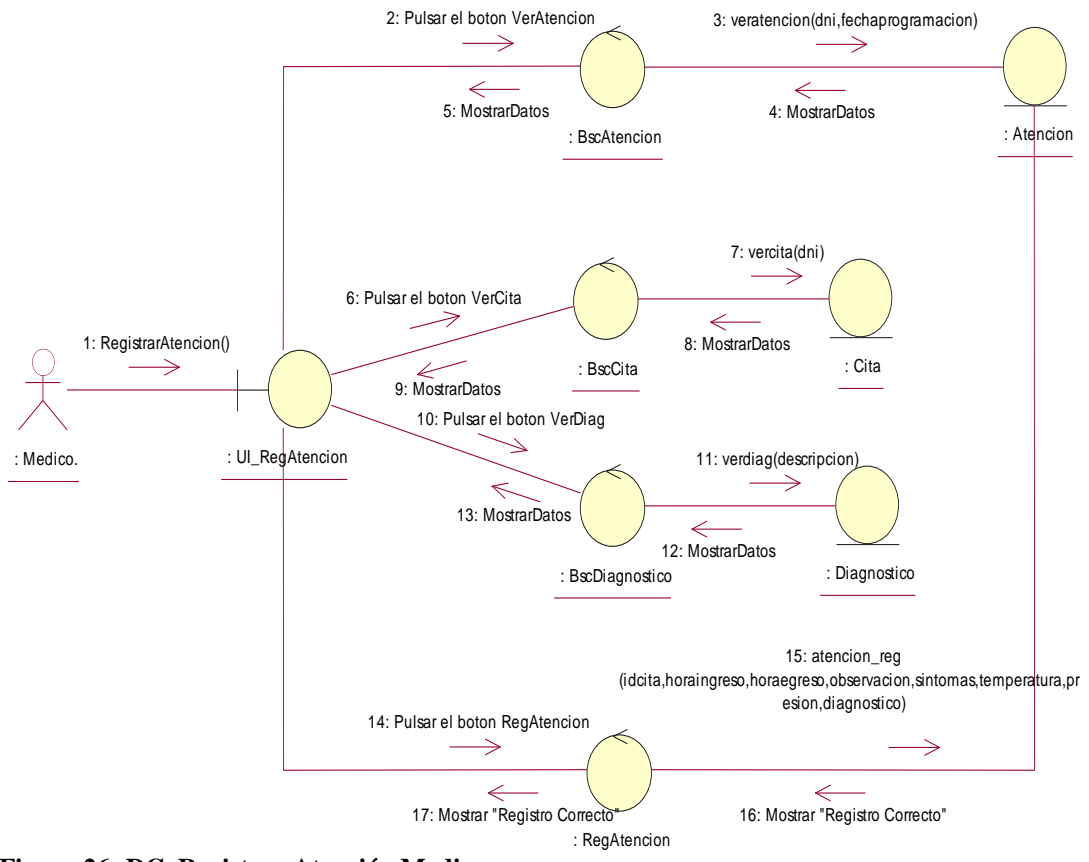 2: Pulsar el boton VerAtencion
3: veratencion(dni,fechaprogramacion)
5: MostrarDatos
4: MostrarDatos
: BscAtencion
: Atencion
7: vercita(dni)
6: Pulsar el boton VerCita
1: RegistrarAtencion()
8: MostrarDatos
: BscCita
: Cita
9: MostrarDatos
10: Pulsar el boton VerDiag
: Medico.
: UI_RegAtencion
11: verdiag(descripcion)
13: MostrarDatos
12: MostrarDatos
: BscDiagnostico
: Diagnostico
15: atencion_reg
(idcita,horaingreso,horaegreso,observacion,sintomas,temperatura,pr
esion,diagnostico)
14: Pulsar el boton RegAtencion
17: Mostrar "Registro Correcto"
16: Mostrar "Registro Correcto"
: RegAtencion